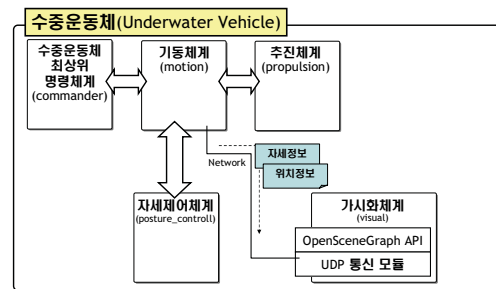 수중운동체(Underwater Vehicle)
수중운동체
최상위
명령체계
(commander)
기동체계
(motion)
추진체계
(propulsion)
Network
자세정보
위치정보
자세제어체계
(posture_controll)
가시화체계
(visual)
OpenSceneGraph API
UDP 통신 모듈